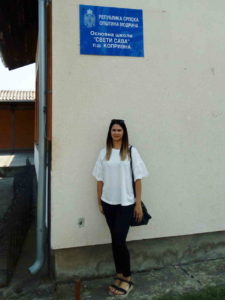 РЕПУБЛИКА СРПСКА
ОПШТИНА МОДРИЧА
Основна школа
"СВЕТИ САВА"
п.ш. КОПРИВНА